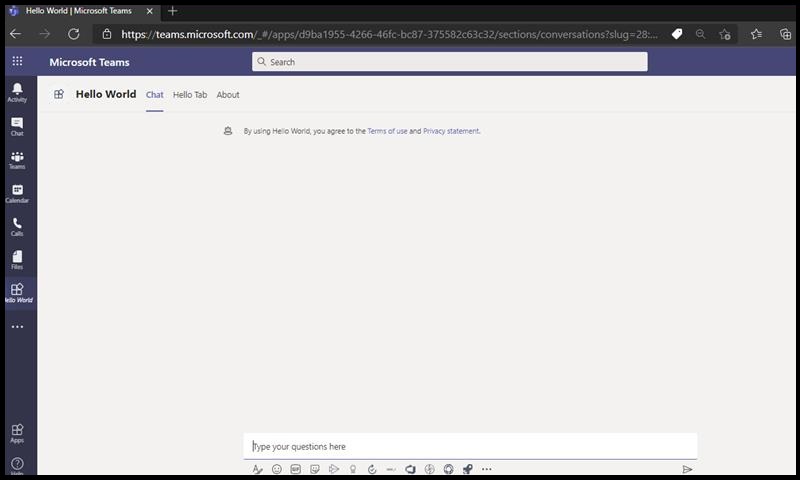 Hello World | Microsoft Teams
https://teams.microsoft.com/_#/apps/d9ba1955-4266-46fc-bc87-375582c63c32/sections/conversations?slug=28:...
Microsoft Teams
Search
Activity
Chat
Teams
Calendar
Calls
Files
Hello World
Apps
Help
Hello World
Chat
Hello Tab
About
By using Hello World, you agree to the Terms of use and Privacy statement.
Type your questions here
GIF